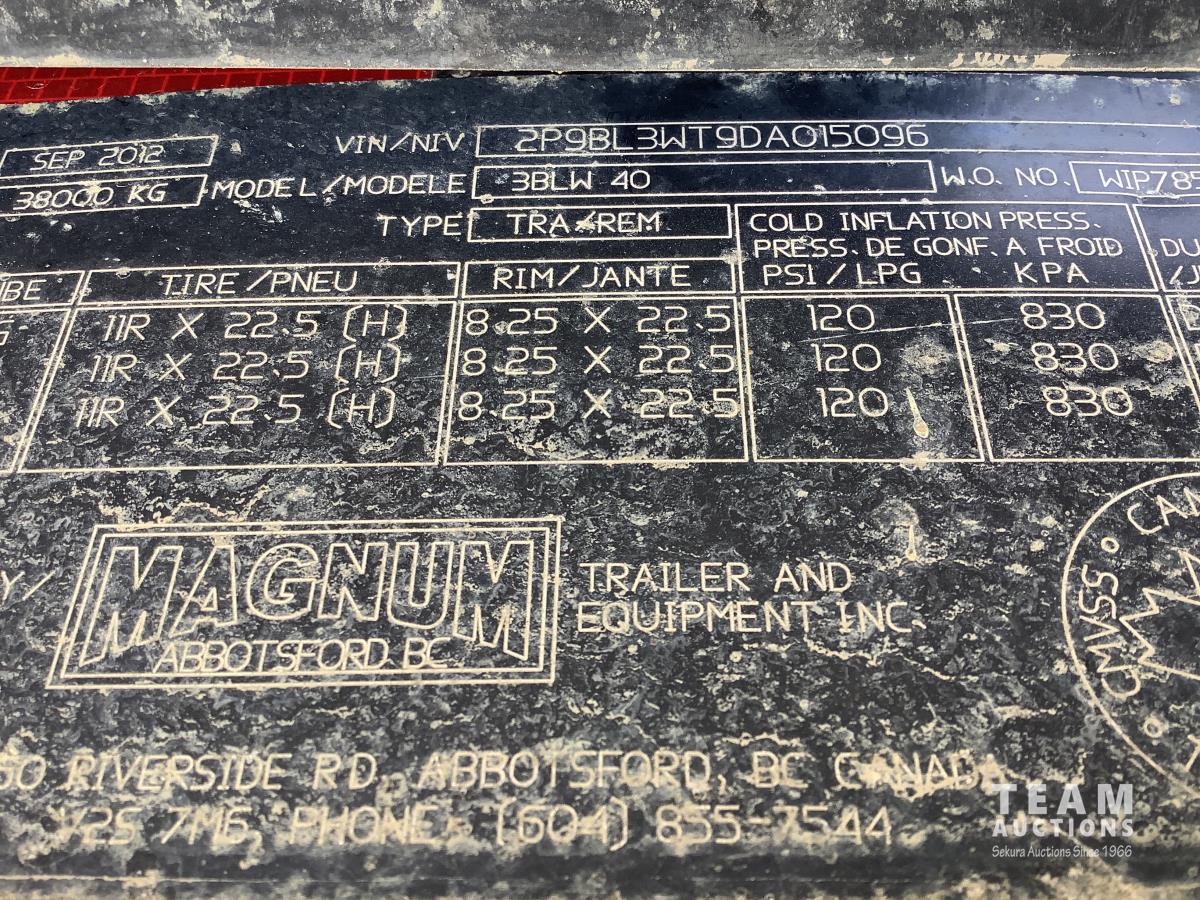 SEP 2012 VIN/NIV 2P9BL3WT9DA015096
38000 KG MODEL/MODELE 3BLW 40 W.O. NO. WIP785
TYPE TRA/REM COLD INFLATION PRESS.
PRESS. DE GONF. A FROID
TIRE/PNEU RIM/JANTE PSI/LPG KPA
11R X 22.5 (H) 8.25 X 22.5 120 830
11R X 22.5 (H) 8.25 X 22.5 120 830
11R X 22.5 (H) 8.25 X 22.5 120 830
MAGNUM
ABBOTSFORD, BC
TRAILER AND
EQUIPMENT INC.
CMVSS
RIVERSIDE RD, ABBOTSFORD, BC CANADA
V2S 7M6, PHONE: (604) 855-7544
TEAM
AUCTIONS
Sekura Auctions Since 1966